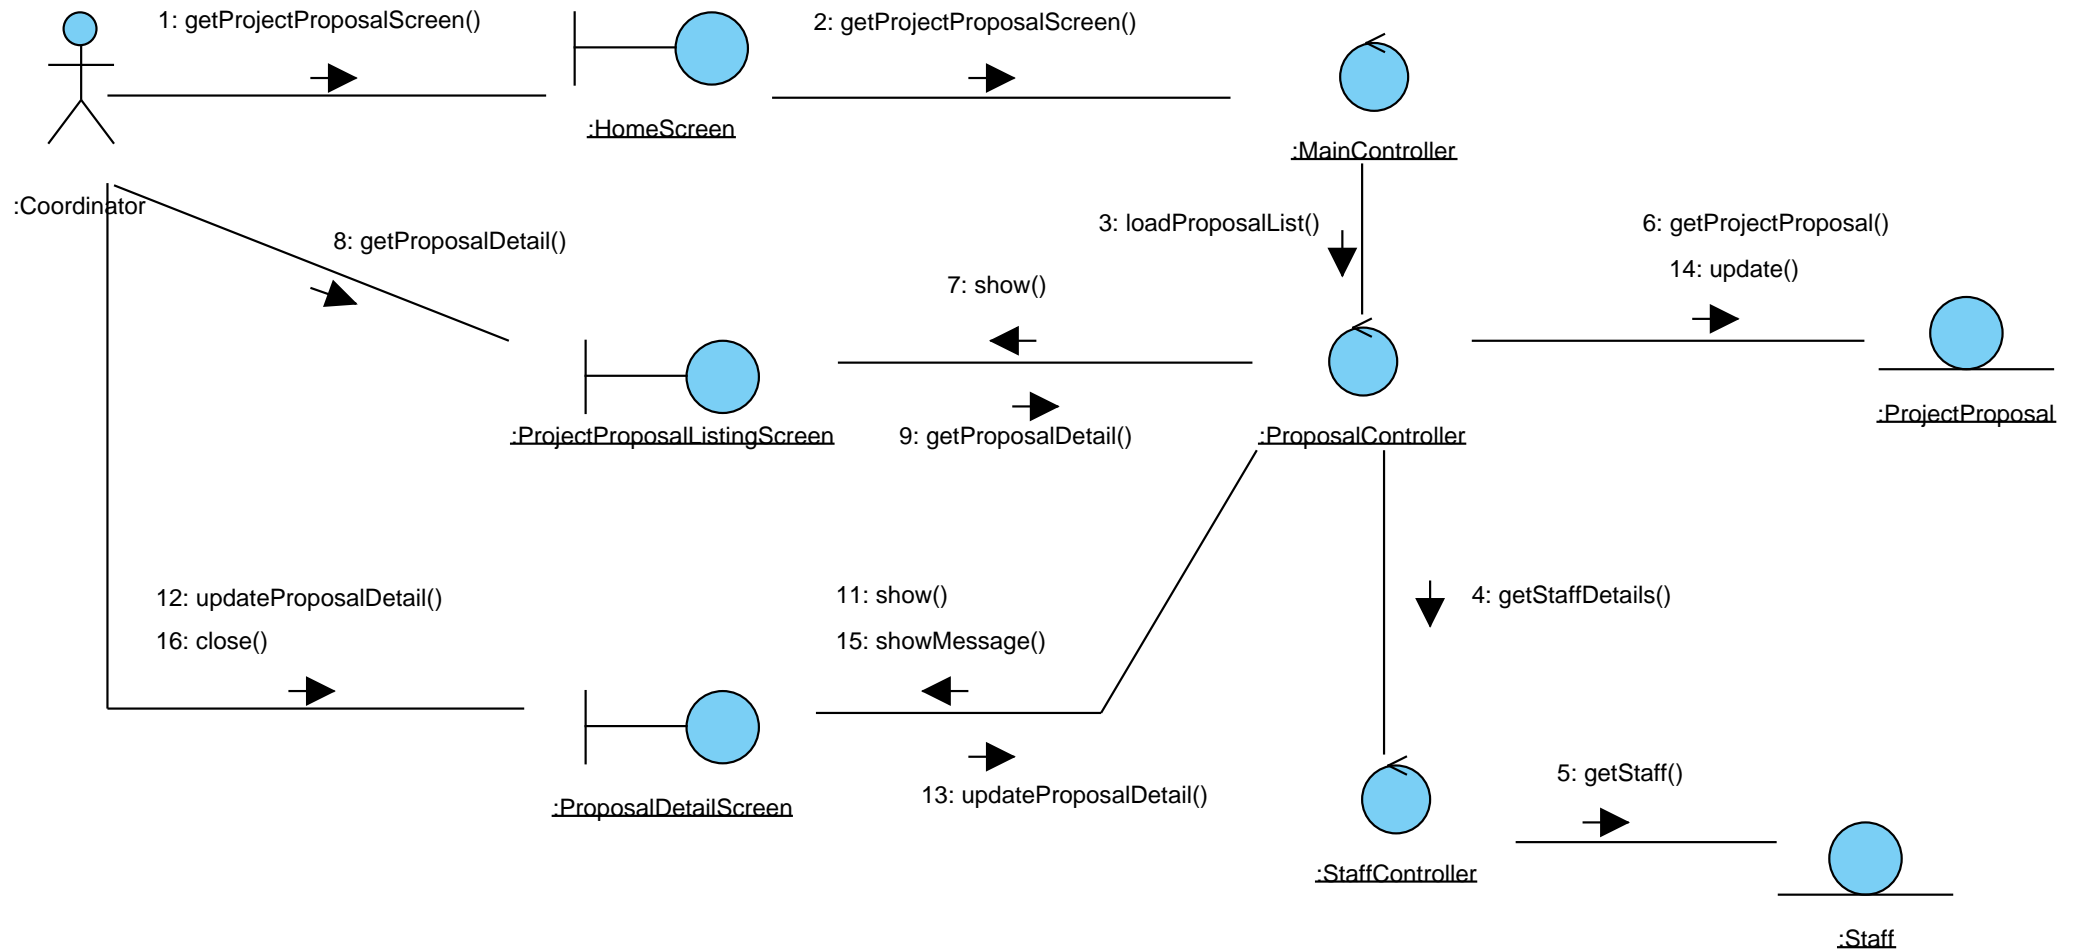 1: getProjectProposalScreen()
2: getProjectProposalScreen()
:HomeScreen
:MainController
:Coordinator
3: loadProposalList()
6: getProjectProposal()
8: getProposalDetail()
14: update()
7: show()
:ProjectProposal
:ProjectProposalListingScreen
9: getProposalDetail()
:ProposalController
12: updateProposalDetail()
11: show()
4: getStaffDetails()
16: close()
15: showMessage()
5: getStaff()
:ProposalDetailScreen
13: updateProposalDetail()
:StaffController
:Staff